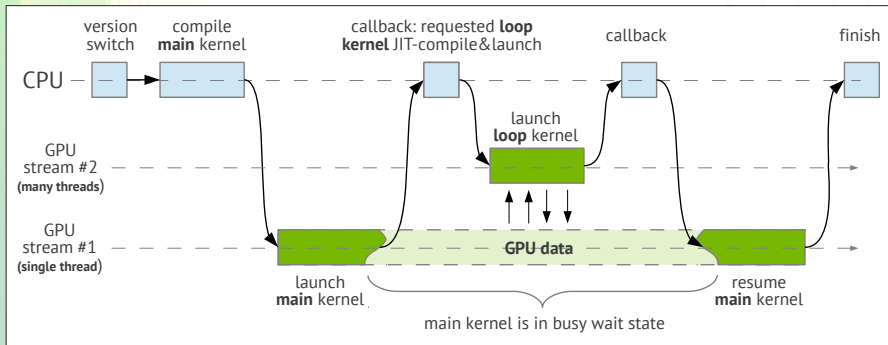 version
switch
compile
main kernel
callback: requested loop
kernel JIT-compile&launch
callback
finish
CPU
launch
loop kernel
GPU
stream #2
(many threads)
GPU
stream #1
(single thread)
GPU data
launch
main kernel
resume
main kernel
main kernel is in busy wait state